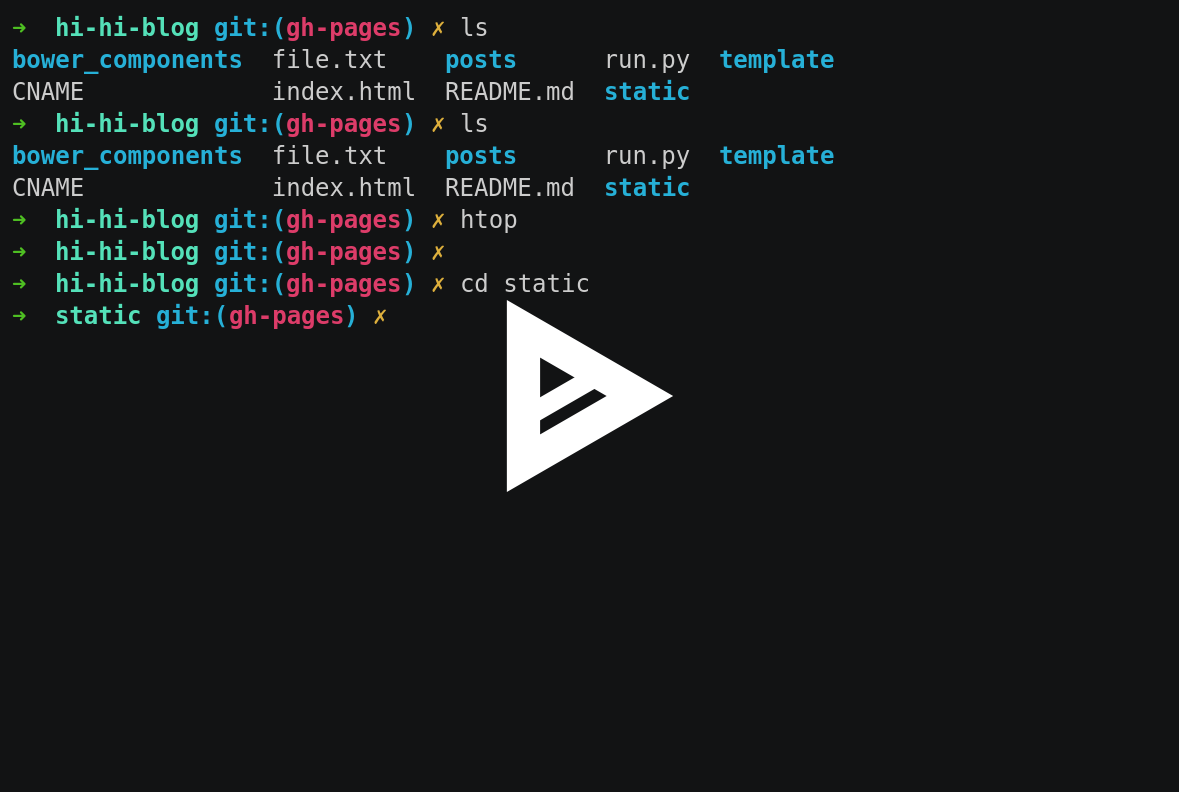 ➜  hi-hi-blog git:(gh-pages) ✗ ls
bower_components  file.txt    posts      run.py  template
CNAME             index.html  README.md  static
➜  hi-hi-blog git:(gh-pages) ✗ ls
bower_components  file.txt    posts      run.py  template
CNAME             index.html  README.md  static
➜  hi-hi-blog git:(gh-pages) ✗ htop
➜  hi-hi-blog git:(gh-pages) ✗
➜  hi-hi-blog git:(gh-pages) ✗ cd static
➜  static git:(gh-pages) ✗